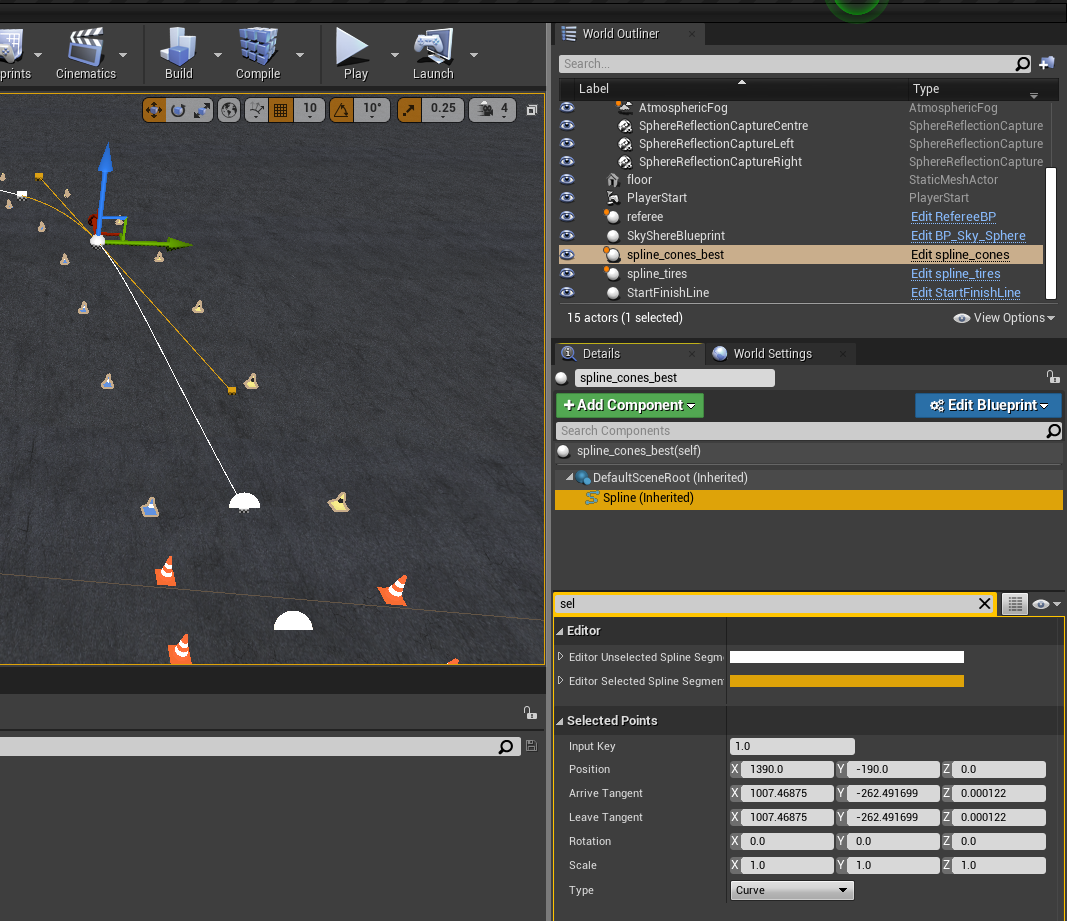 prints
Cinematics
Build
Compile
Play
Launch
10
10°
0.25
4
World Outliner
Search...
Label
Type
AtmosphericFog
AtmosphericFog
SphereReflectionCaptureCentre
SphereReflectionCapture
SphereReflectionCaptureLeft
SphereReflectionCapture
SphereReflectionCaptureRight
SphereReflectionCapture
floor
StaticMeshActor
PlayerStart
PlayerStart
referee
Edit RefereeBP
SkyShereBlueprint
Edit BP_Sky_Sphere
spline_cones_best
Edit spline_cones
spline_tires
Edit spline_tires
StartFinishLine
Edit StartFinishLine
15 actors (1 selected)
View Options
Details
World Settings
spline_cones_best
+Add Component
Edit Blueprint
Search Components
spline_cones_best(self)
DefaultSceneRoot (Inherited)
Spline (Inherited)
sel
Editor
Editor Unselected Spline Segm
Editor Selected Spline Segmen
Selected Points
Input Key
1.0
Position
X 1390.0 Y -190.0 Z 0.0
Arrive Tangent
X 1007.46875 Y -262.491699 Z 0.000122
Leave Tangent
X 1007.46875 Y -262.491699 Z 0.000122
Rotation
X 0.0 Y 0.0 Z 0.0
Scale
X 1.0 Y 1.0 Z 1.0
Type
Curve